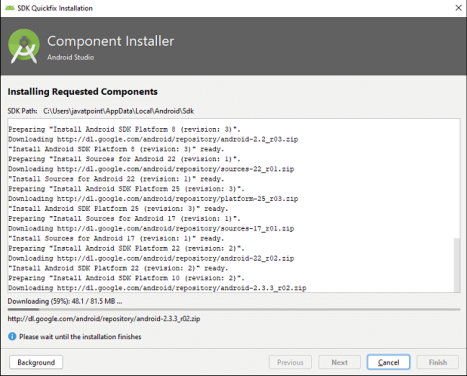 SDK Quickfix Installation
Component Installer
Android Studio
Installing Requested Components
SDK Path: C:\Users\javatpoint\AppData\Local\Android\Sdk
Preparing "Install Android SDK Platform 8 (revision: 3)".
Downloading http://dl.google.com/android/repository/android-2.2_r03.zip
"Install Android SDK Platform 8 (revision: 3)" ready.
Preparing "Install Sources for Android 22 (revision: 1)".
Downloading http://dl.google.com/android/repository/sources-22_r01.zip
"Install Sources for Android 22 (revision: 1)" ready.
Preparing "Install Android SDK Platform 25 (revision: 3)".
Downloading http://dl.google.com/android/repository/platform-25_r03.zip
"Install Android SDK Platform 25 (revision: 3)" ready.
Preparing "Install Sources for Android 17 (revision: 1)".
Downloading http://dl.google.com/android/repository/sources-17_r01.zip
"Install Sources for Android 17 (revision: 1)" ready.
Preparing "Install Android SDK Platform 22 (revision: 2)".
Downloading http://dl.google.com/android/repository/android-22_r02.zip
"Install Android SDK Platform 22 (revision: 2)" ready.
Preparing "Install Android SDK Platform 10 (revision: 2)".
Downloading http://dl.google.com/android/repository/android-2.3.3_r02.zip
Downloading (59%): 48.1 / 81.5 MB ...
http://dl.google.com/android/repository/android-2.3.3_r02.zip
Please wait until the installation finishes
Background
Previous
Next
Cancel
Finish